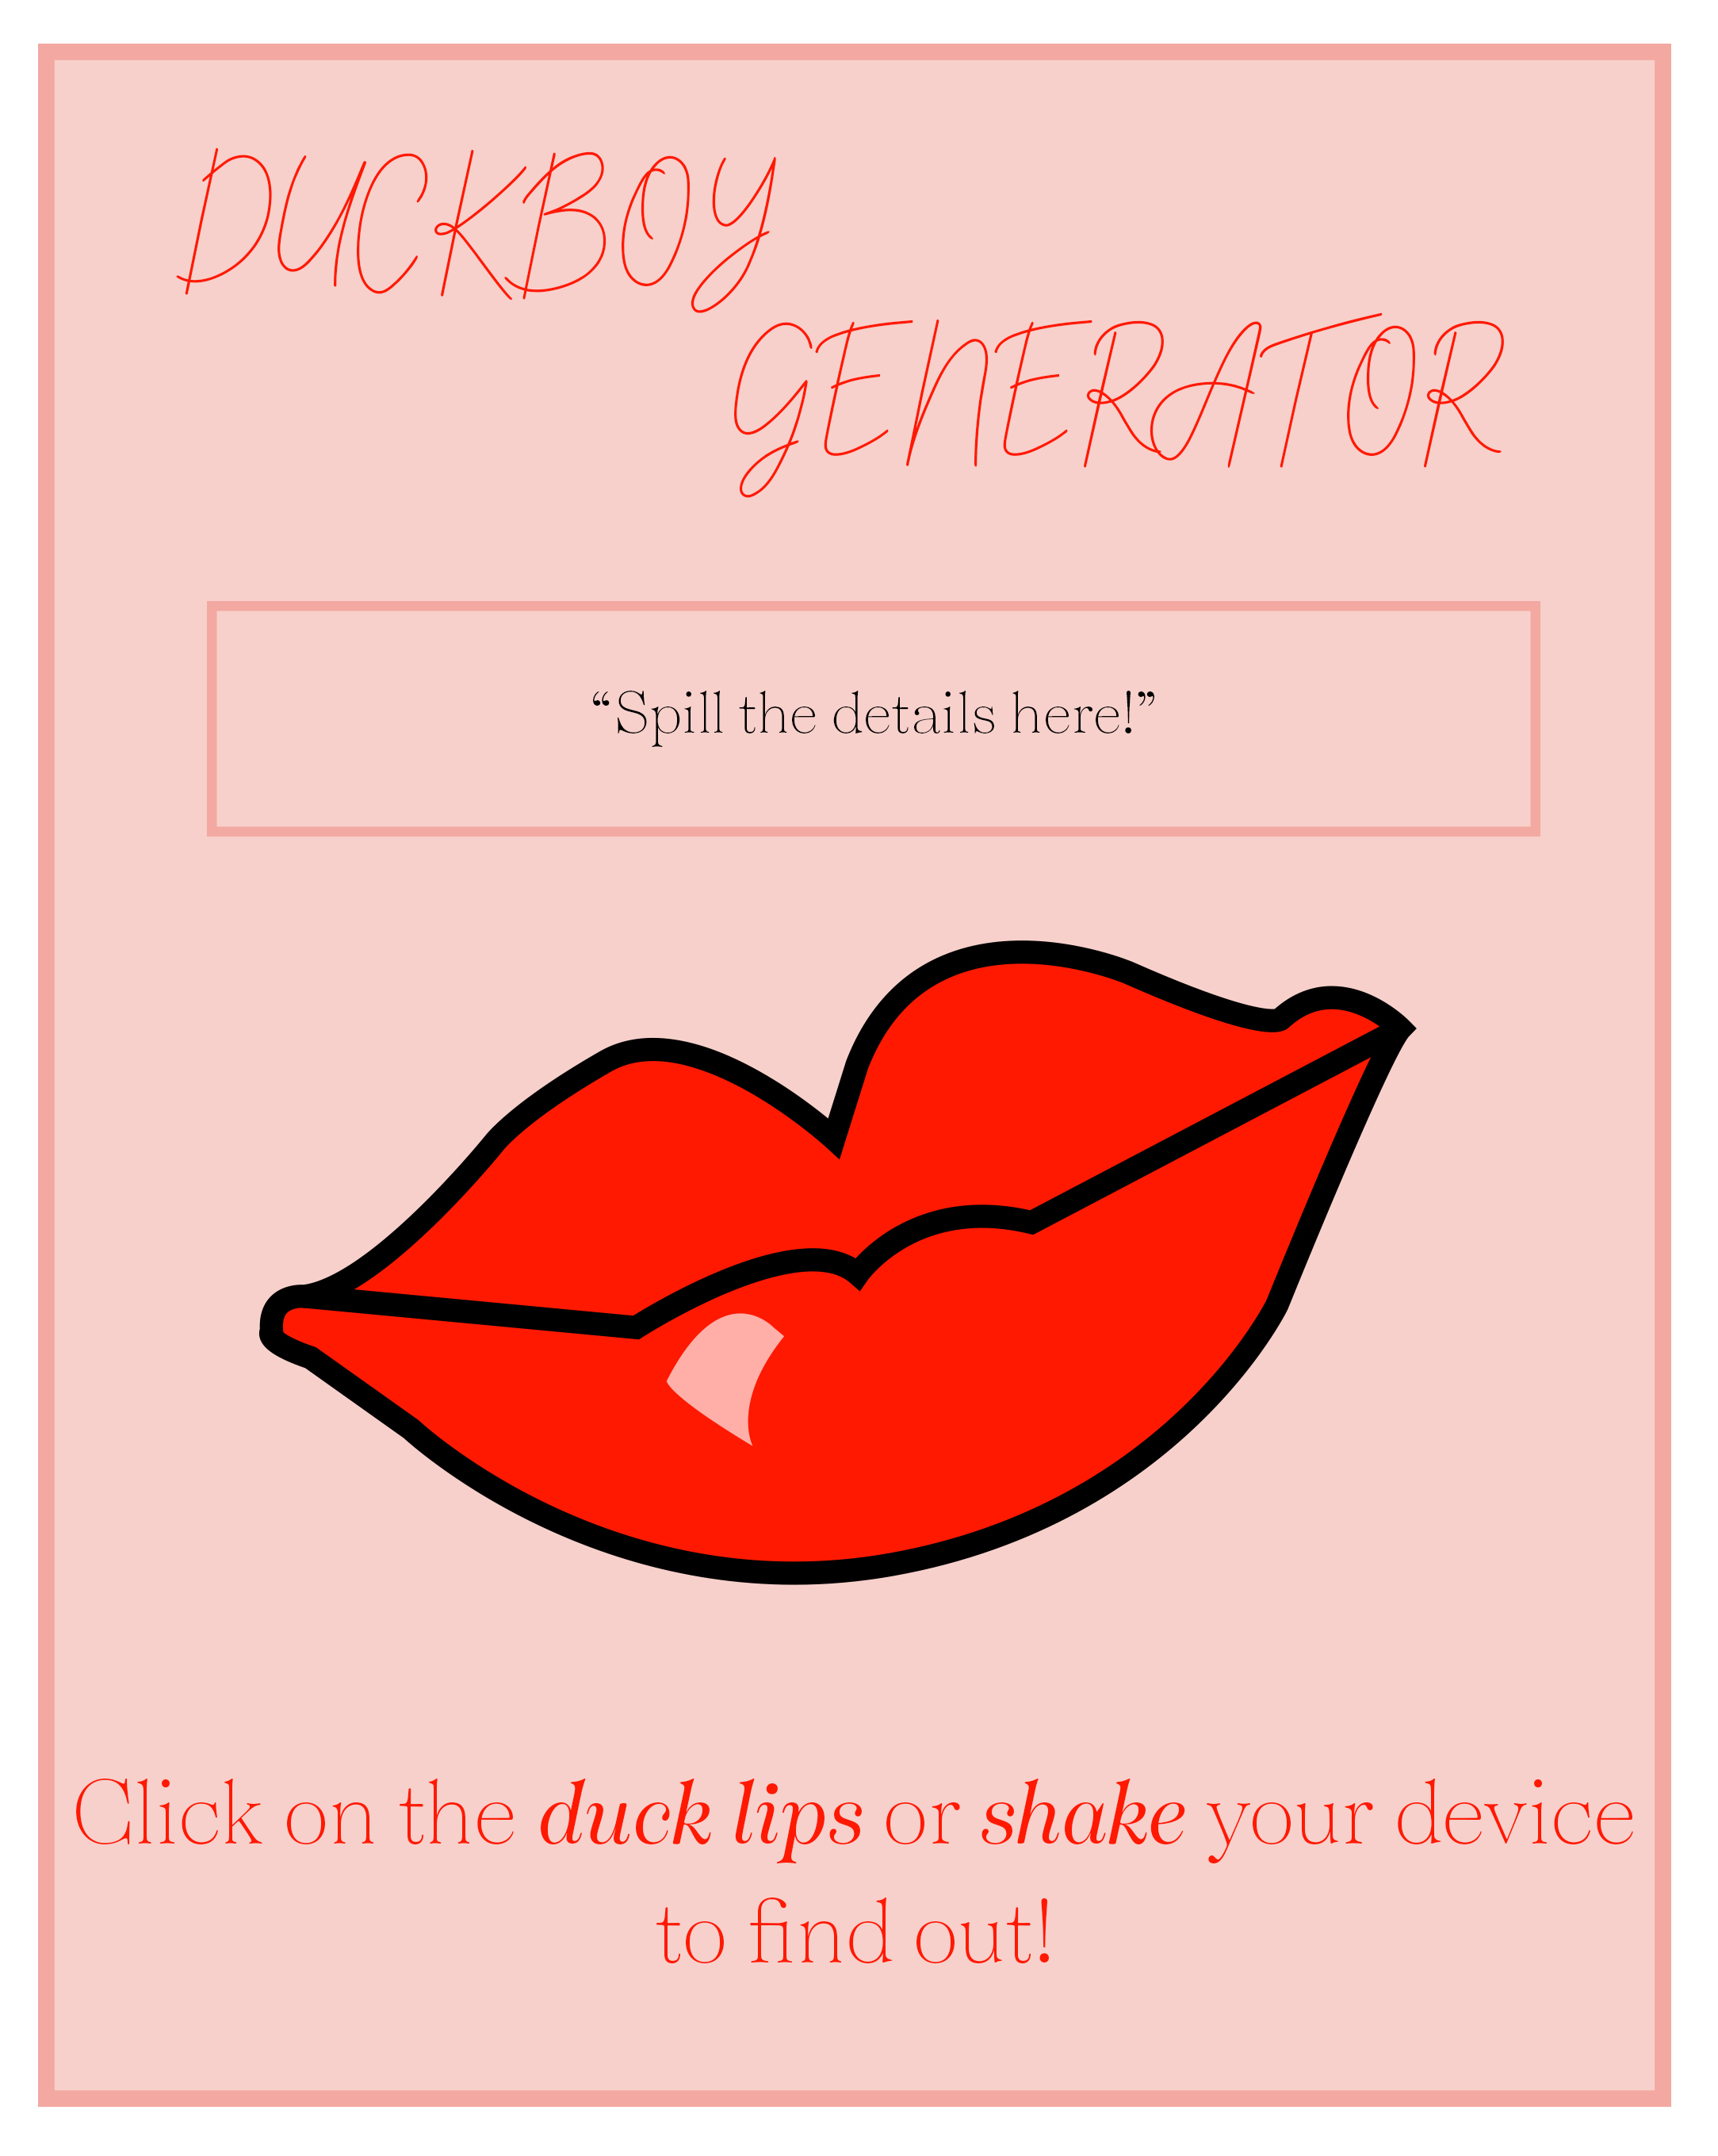 DUCKBOY
GENERATOR
“Spill the details here!”
Click on the duck lips or shake your device
to find out!